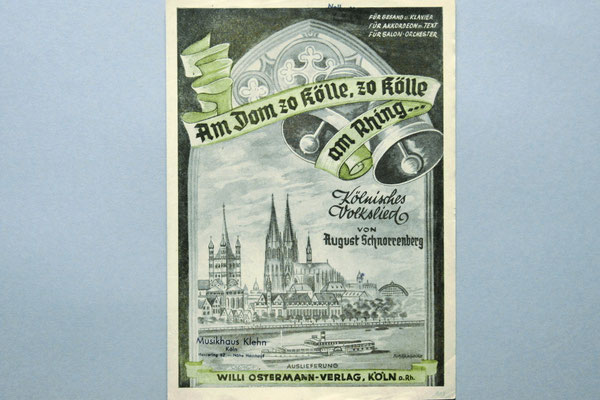 FÜR GESANG U. KLAVIER
FÜR AKKORDEON M. TEXT
FÜR SALON-ORCHESTER
Am Dom zo Kölle, zo Kölle
am Rhing...
Kölnisches
Volkslied
VON
August Schnorrenberg
Musikhaus Klehn
Köln
AUSLIEFERUNG
WILLI OSTERMANN-VERLAG, KÖLN a. Rh.